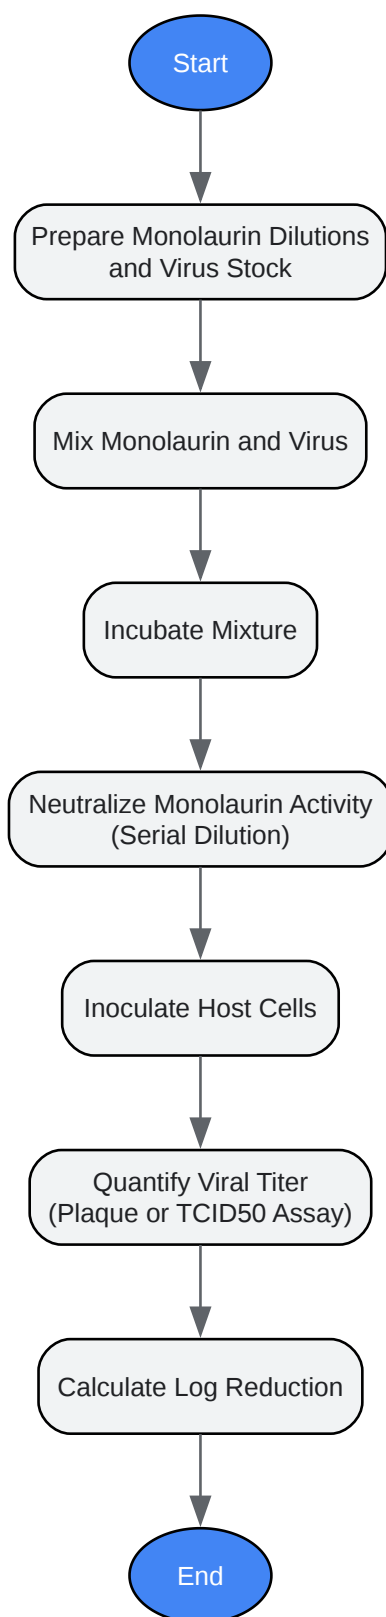 Start
Prepare Monolaurin Dilutions
and Virus Stock
Mix Monolaurin and Virus
Incubate Mixture
Neutralize Monolaurin Activity
(Serial Dilution)
Inoculate Host Cells
Quantify Viral Titer
(Plaque or TCID50 Assay)
Calculate Log Reduction
End